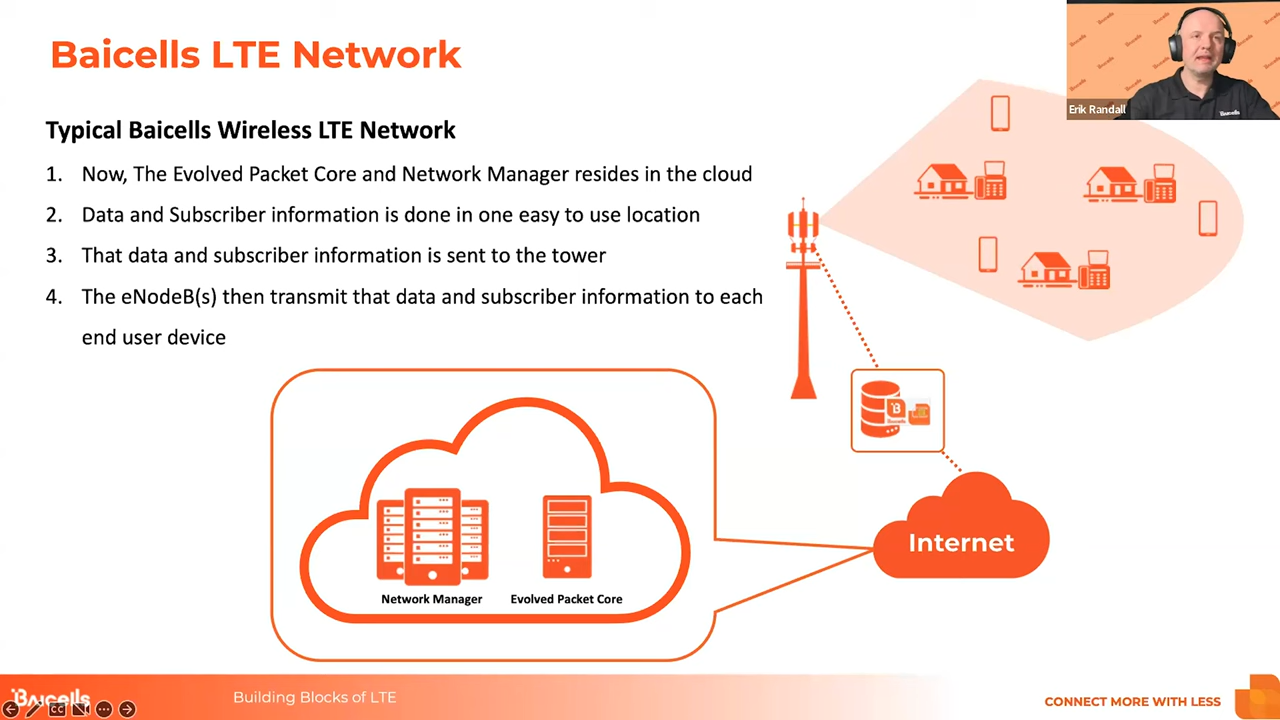 Baicells LTE Network
Erik Randall
Baicells
Typical Baicells Wireless LTE Network
1. Now, The Evolved Packet Core and Network Manager resides in the cloud
2. Data and Subscriber information is done in one easy to use location
3. That data and subscriber information is sent to the tower
4. The eNodeB(s) then transmit that data and subscriber information to each
end user device
Baicells
Internet
Network Manager
Evolved Packet Core
Baicells
Building Blocks of LTE
CONNECT MORE WITH LESS
CC